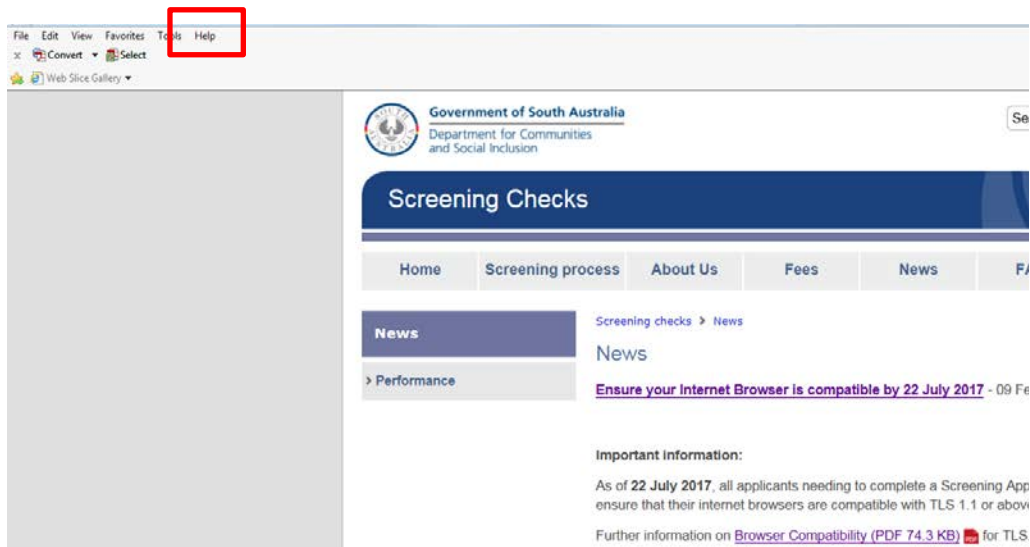 File Edit View Favorites Tools Help
x Convert Select
Web Slice Gallery
Government of South Australia
Department for Communities
and Social Inclusion
Screening Checks
Home Screening process About Us Fees News
News
Performance
Screening checks > News
News
Ensure your Internet Browser is compatible by 22 July 2017 - 09
Important information:
As of 22 July 2017, all applicants needing to complete a Screening
ensure that their internet browsers are compatible with TLS 1.1 or above
Further information on Browser Compatibility (PDF 74.3 KB) for TLS